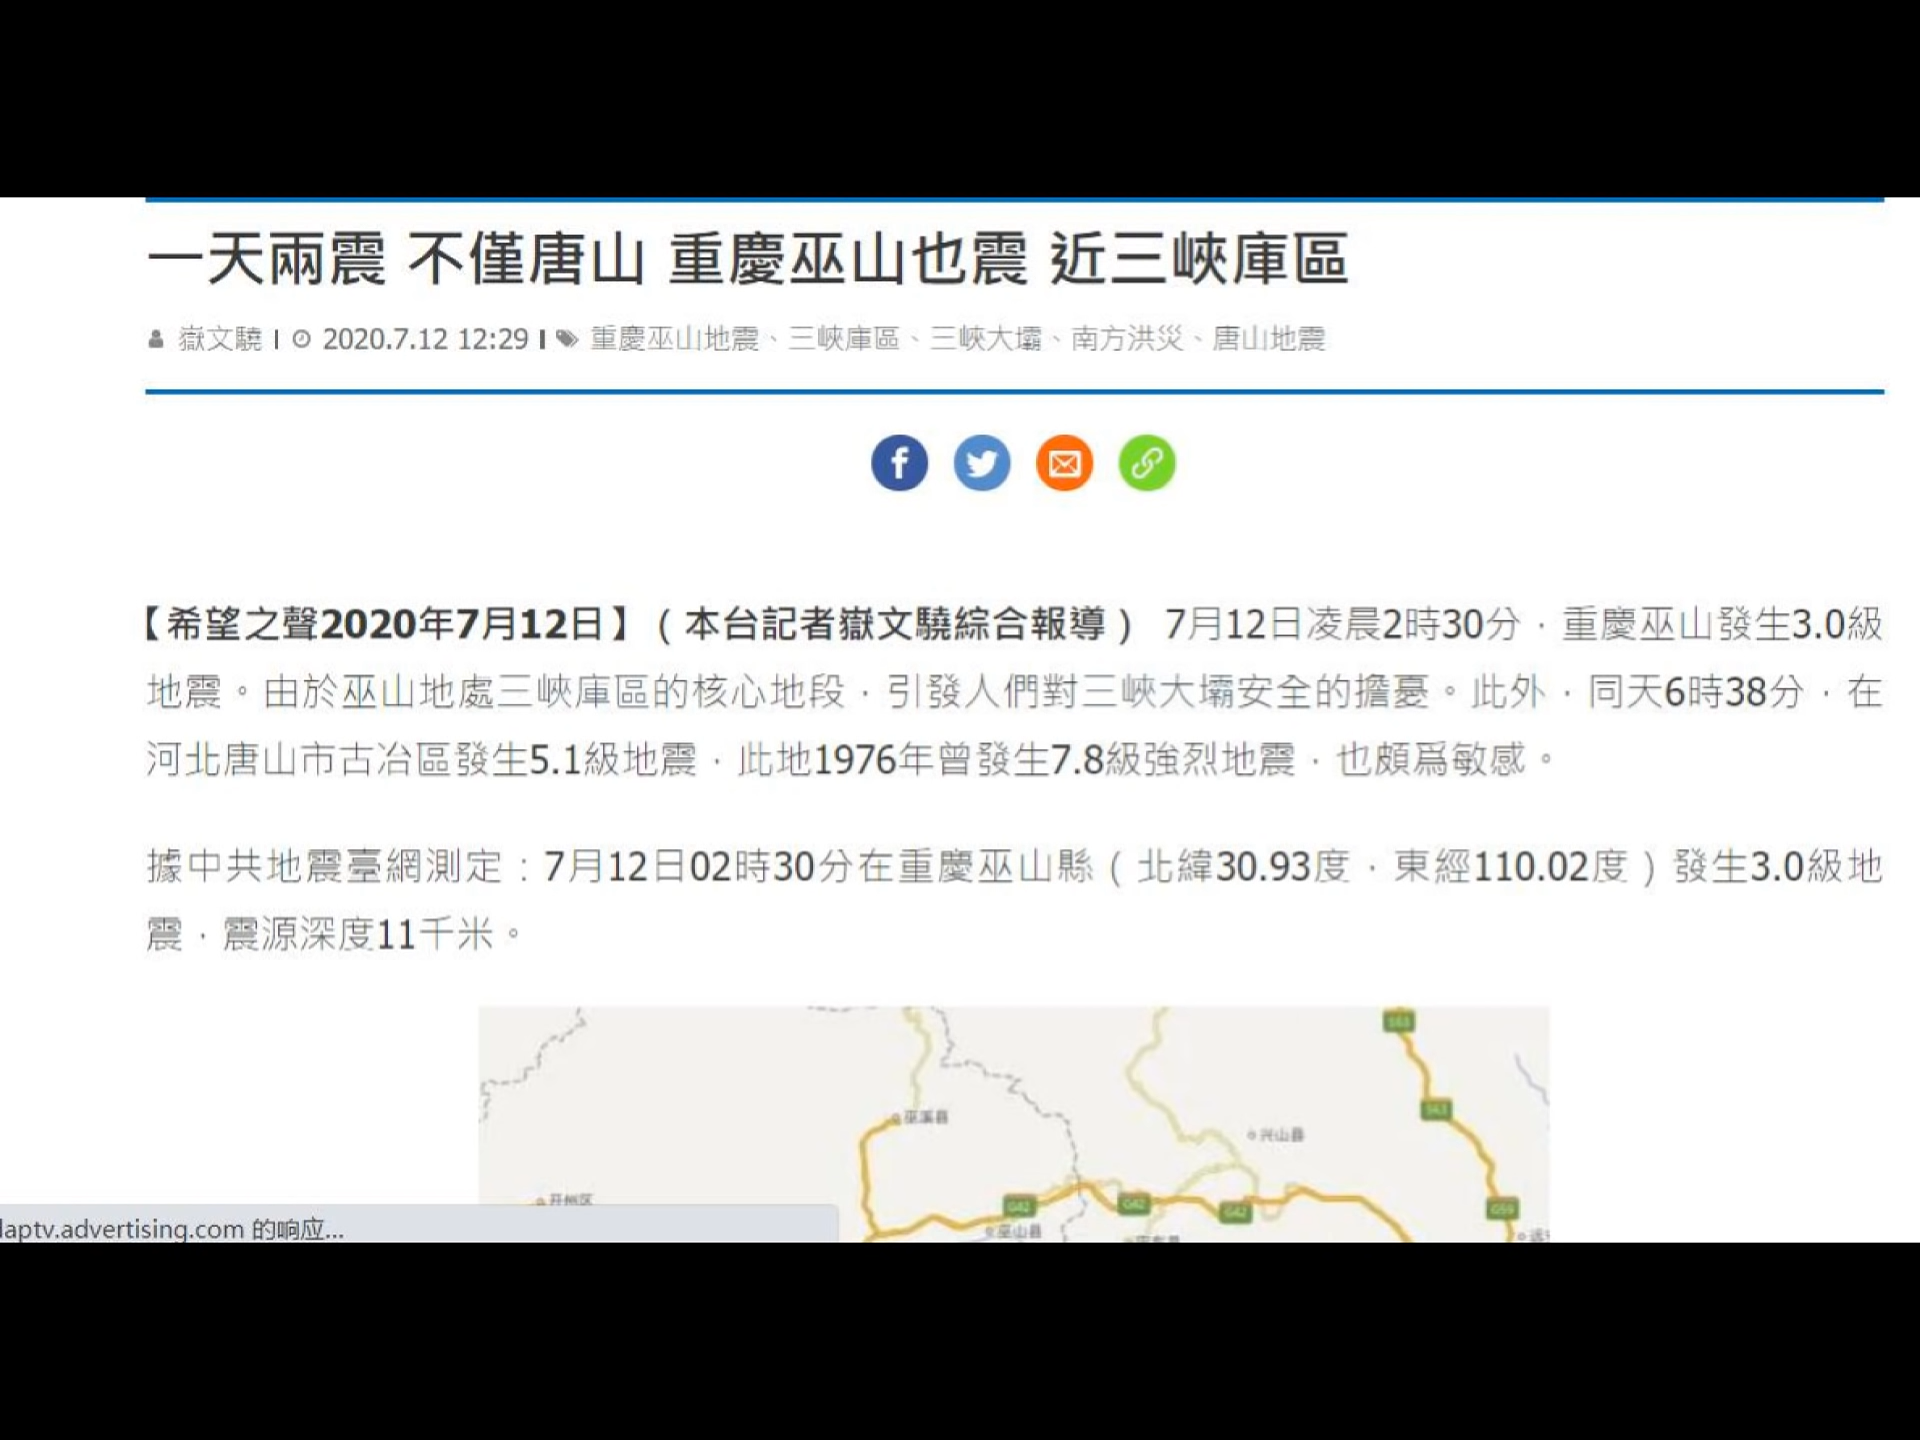 一天兩震 不僅唐山 重慶巫山也震 近三峽庫區
嶽文驍 | 2020.7.12 12:29 | 重慶巫山地震、三峽庫區、三峽大壩、南方洪災、唐山地震
【希望之聲2020年7月12日】（本台記者嶽文驍綜合報導） 7月12日凌晨2時30分，重慶巫山發生3.0級
地震。由於巫山地處三峽庫區的核心地段，引發人們對三峽大壩安全的擔憂。此外，同天6時38分，在
河北唐山市古冶區發生5.1級地震，此地1976年曾發生7.8級強烈地震，也頗爲敏感。
據中共地震臺網測定：7月12日02時30分在重慶巫山縣（北緯30.93度，東經110.02度）發生3.0級地
震，震源深度11千米。
巫溪县
兴山县
开州区
G42
G42
G42
G59
巫山县
laptv.advertising.com 的响应...